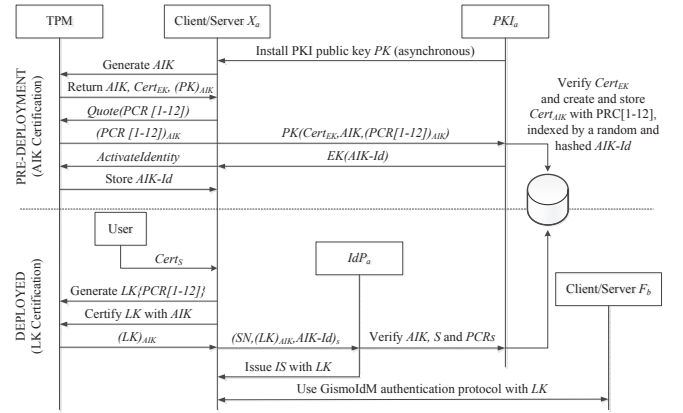 TPM
Client/Server Xa
PKIa
PRE-DEPLOYMENT
(AIK Certification)
Install PKI public key PK (asynchronous)
Generate AIK
Return AIK, CertEK, (PK)AIK
Quote(PCR [1-12])
(PCR [1-12])AIK
PK(CertEK,AIK,(PCR[1-12])AIK)
ActivateIdentity
EK(AIK-Id)
Store AIK-Id
Verify CertEK
and create and store
CertAIK with PRC[1-12],
indexed by a random and
hashed AIK-Id
DEPLOYED
(LK Certification)
User
CertS
IdPa
Client/Server Fb
Generate LK{PCR[1-12]}
Certify LK with AIK
(LK)AIK
(SN,(LK)AIK,AIK-Id)s
Verify AIK, S and PCRs
Issue IS with LK
Use GismoIdM authentication protocol with LK